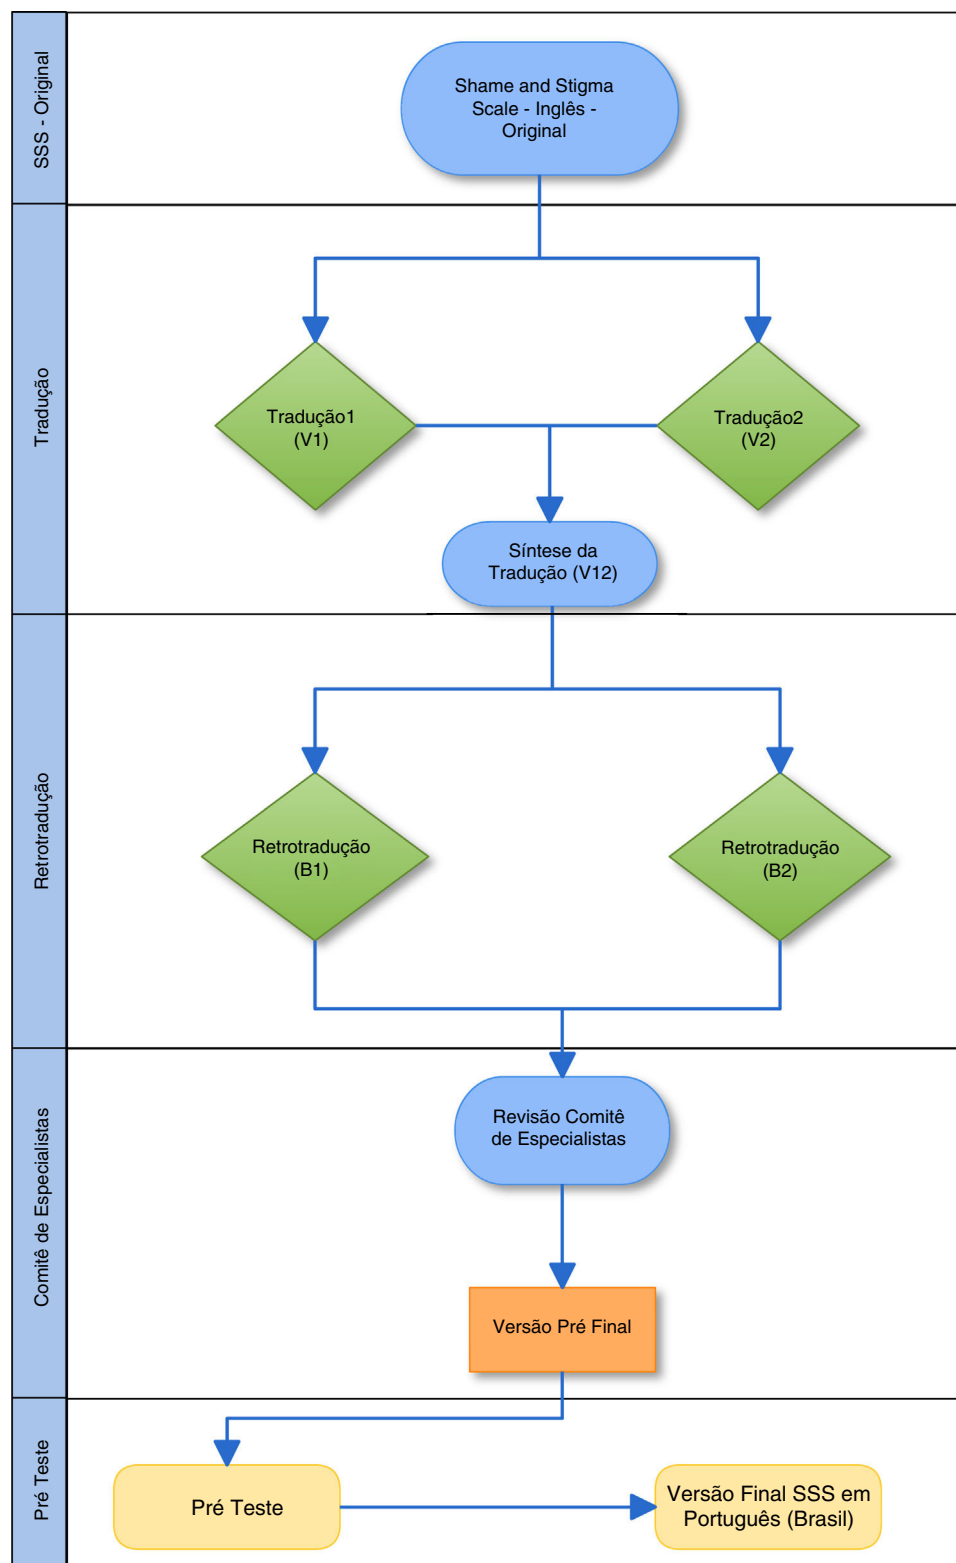 SSS - Original
Shame and Stigma
Scale - Inglês -
Original
Tradução
Tradução1
(V1)
Tradução2
(V2)
Síntese da
Tradução (V12)
Retrotradução
Retrotradução
(B1)
Retrotradução
(B2)
Comitê de Especialistas
Revisão Comitê
de Especialistas
Versão Pré Final
Pré Teste
Pré Teste
Versão Final SSS em
Português (Brasil)